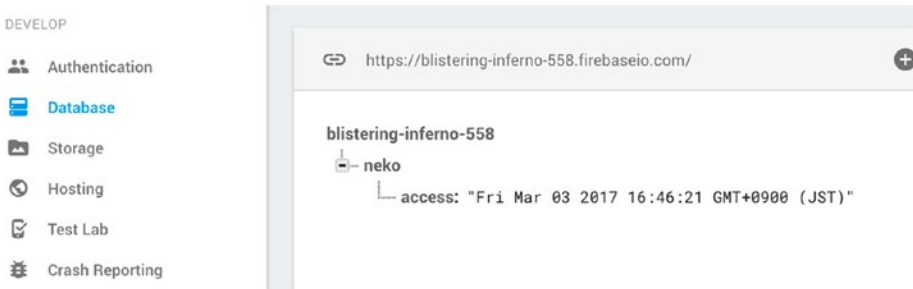 DEVELOP
Authentication
Database
Storage
Hosting
Test Lab
Crash Reporting
https://blistering-inferno-558.firebaseio.com/
blistering-inferno-558
neko
access: "Fri Mar 03 2017 16:46:21 GMT+0900 (JST)"